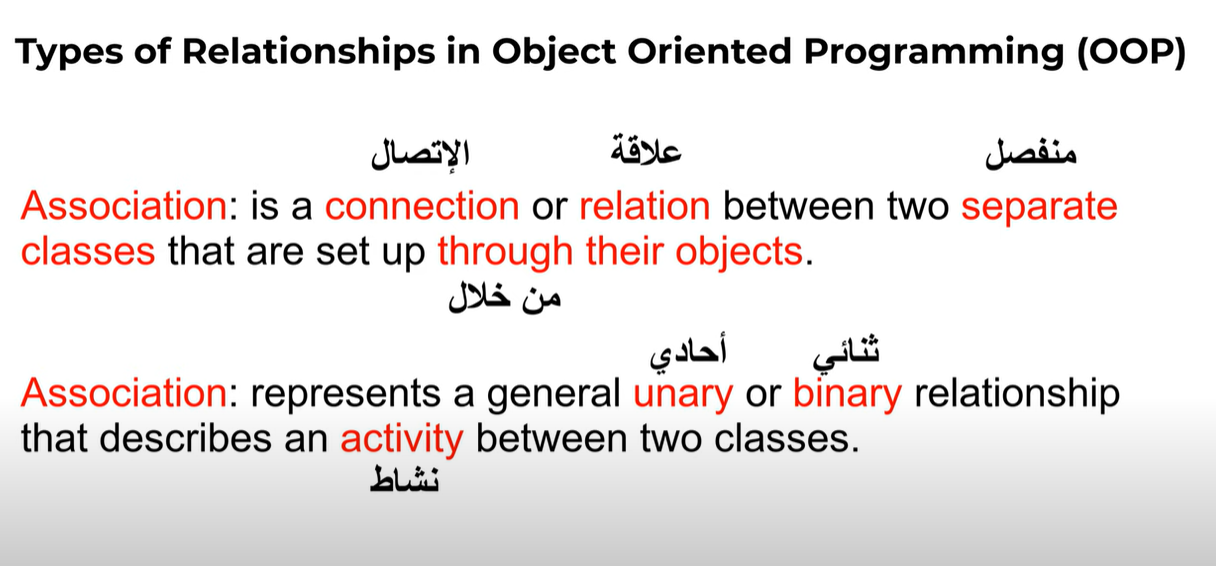 Types of Relationships in Object Oriented Programming (OOP)
الإتصال علاقة منفصل
Association: is a connection or relation between two separate
classes that are set up through their objects.
من خلال
أحادي ثنائي
Association: represents a general unary or binary relationship
that describes an activity between two classes.
نشاط